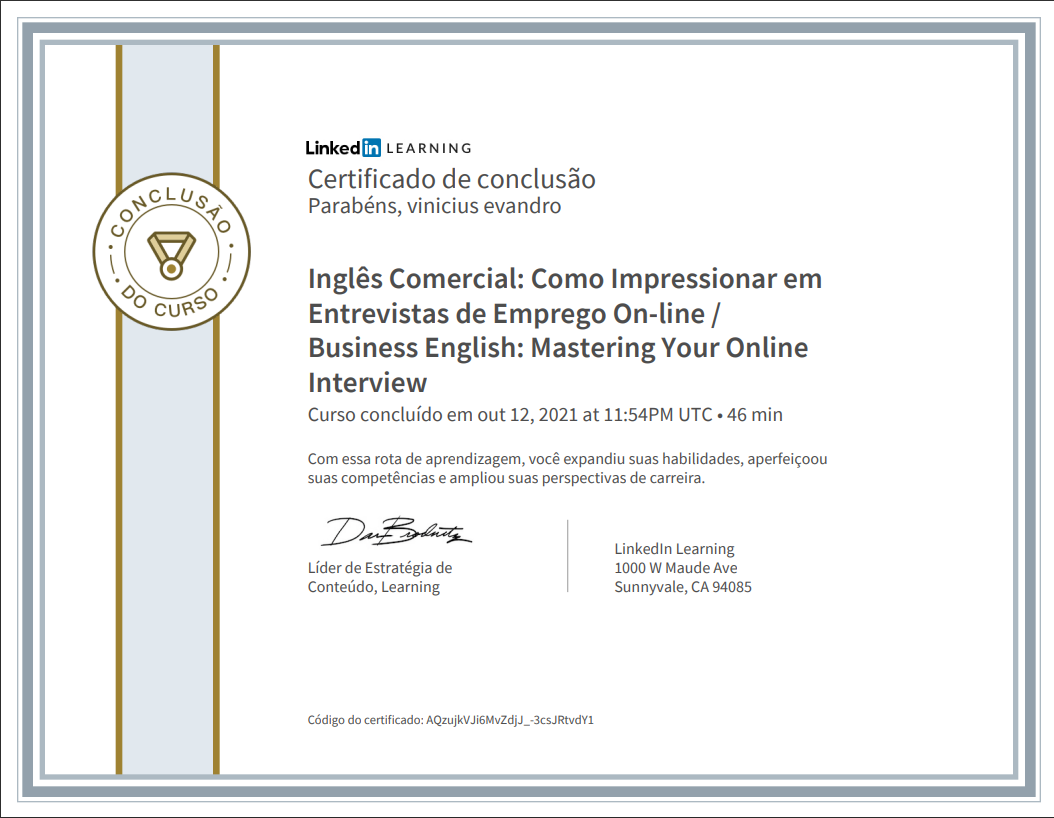 CONCLUSÃO
DO CURSO
Linkedin LEARNING
Certificado de conclusão
Parabéns, vinicius evandro
Inglês Comercial: Como Impressionar em
Entrevistas de Emprego On-line /
Business English: Mastering Your Online
Interview
Curso concluído em out 12, 2021 at 11:54PM UTC • 46 min
Com essa rota de aprendizagem, você expandiu suas habilidades, aperfeiçoou
suas competências e ampliou suas perspectivas de carreira.
Líder de Estratégia de
Conteúdo, Learning
LinkedIn Learning
1000 W Maude Ave
Sunnyvale, CA 94085
Código do certificado: AQzujkVJi6MvZdjJ_-3csJRtvdY1